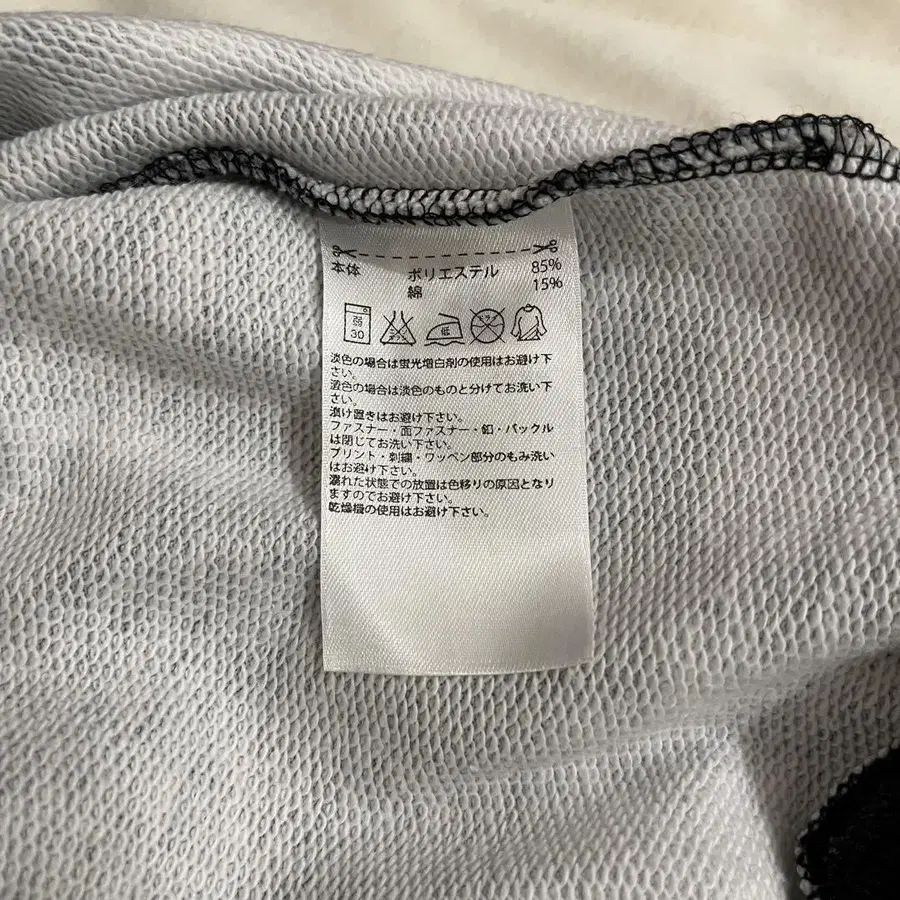 本体 ポリエステル 85%
綿 15%
弱
30
低
淡色の場合は蛍光増白剤の使用はお避け下
さい。
濃色の場合は淡色のものと分けてお洗い下
さい。
漬け置きはお避け下さい。
ファスナー・面ファスナー・釦・バックル
は閉じてお洗い下さい。
プリント・刺繍・ワッペン部分のもみ洗い
はお避け下さい。
濡れた状態での放置は色移りの原因となり
ますのでお避け下さい。
乾燥機の使用はお避け下さい。